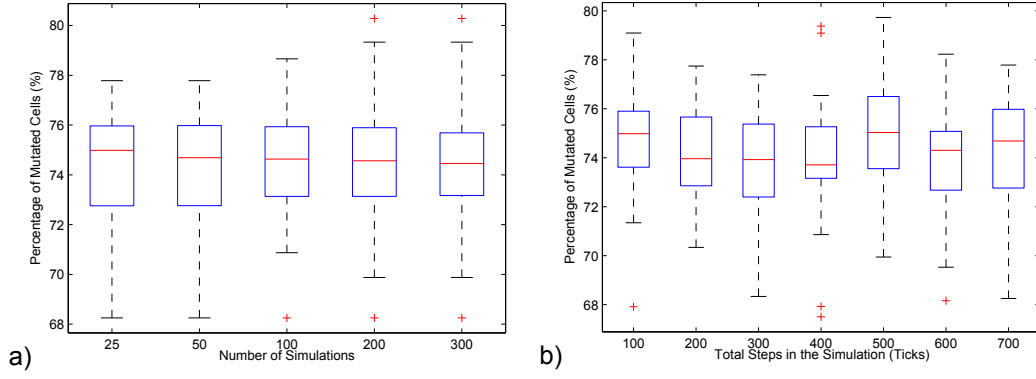 80
78
76
74
72
70
68
Percentage of Mutated Cells (%)
25 50 100 200 300
Number of Simulations
a)
80
78
76
74
72
70
68
Percentage of Mutated Cells (%)
100 200 300 400 500 600 700
Total Steps in the Simulation (Ticks)
b)